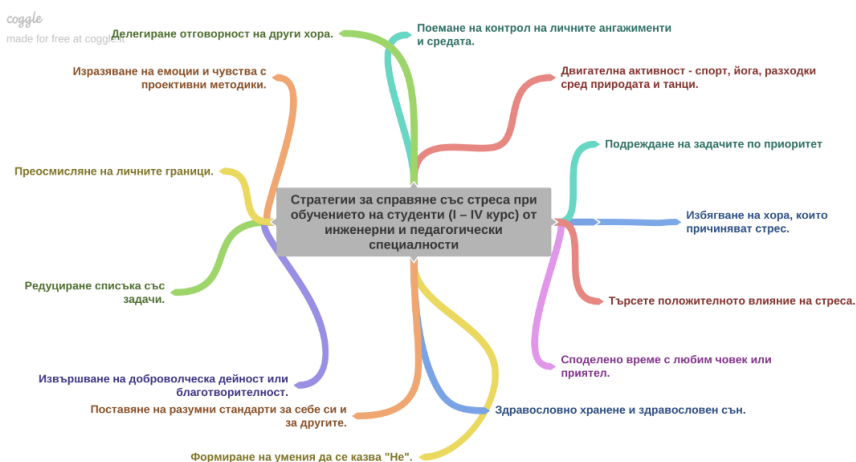 coggle
made for free at coggle.it
Делегиране отговорност на други хора.
Поемане на контрол на личните ангажименти
и средата.
Изразяване на емоции и чувства с
проективни методики.
Двигателна активност - спорт, йога, разходки
сред природата и танци.
Подреждане на задачите по приоритет
Преосмисляне на личните граници.
Стратегии за справяне със стреса при
обучението на студенти (I – IV курс) от
инженерни и педагогически
специалности
Избягване на хора, които
причиняват стрес.
Редуциране списъка със
задачи.
Търсете положителното влияние на стреса.
Споделено време с любим човек или
приятел.
Извършване на доброволческа дейност или
благотворителност.
Поставяне на разумни стандарти за себе си и
за другите.
Здравословно хранене и здравословен сън.
Формиране на умения да се казва "Не".